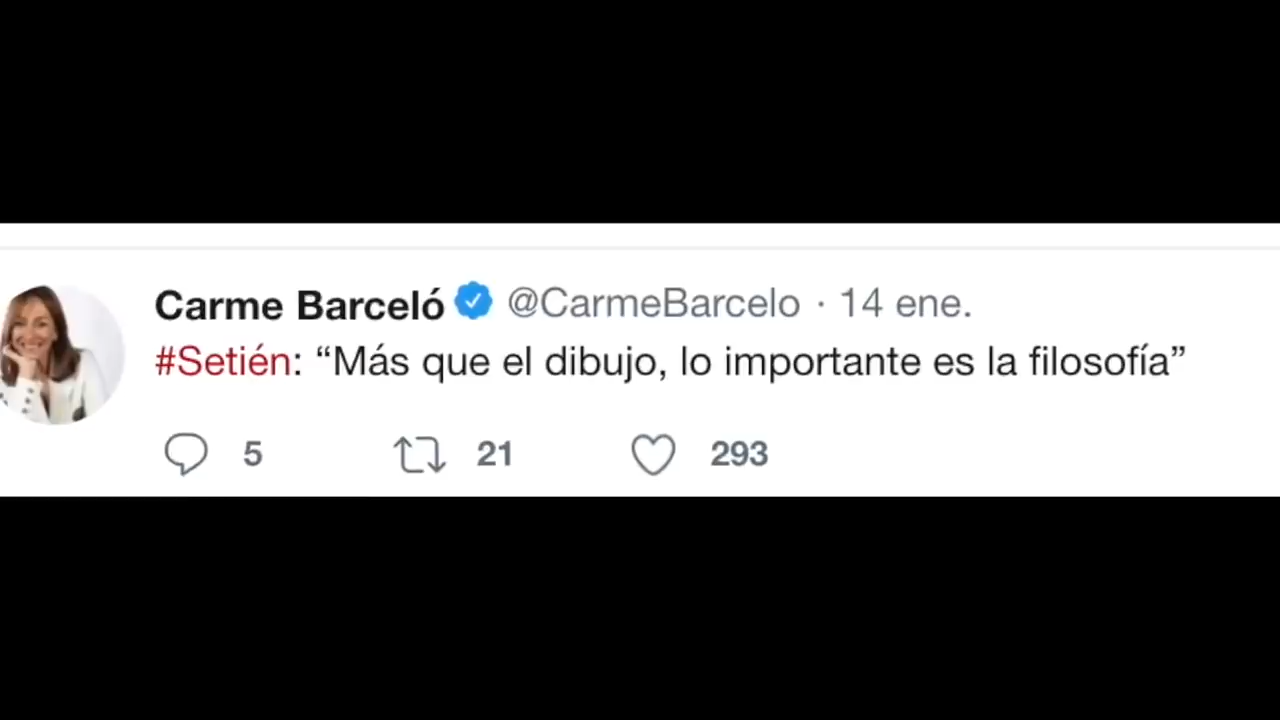 Carme Barceló @CarmeBarcelo · 14 ene.
#Setién: “Más que el dibujo, lo importante es la filosofía”
5 21 293